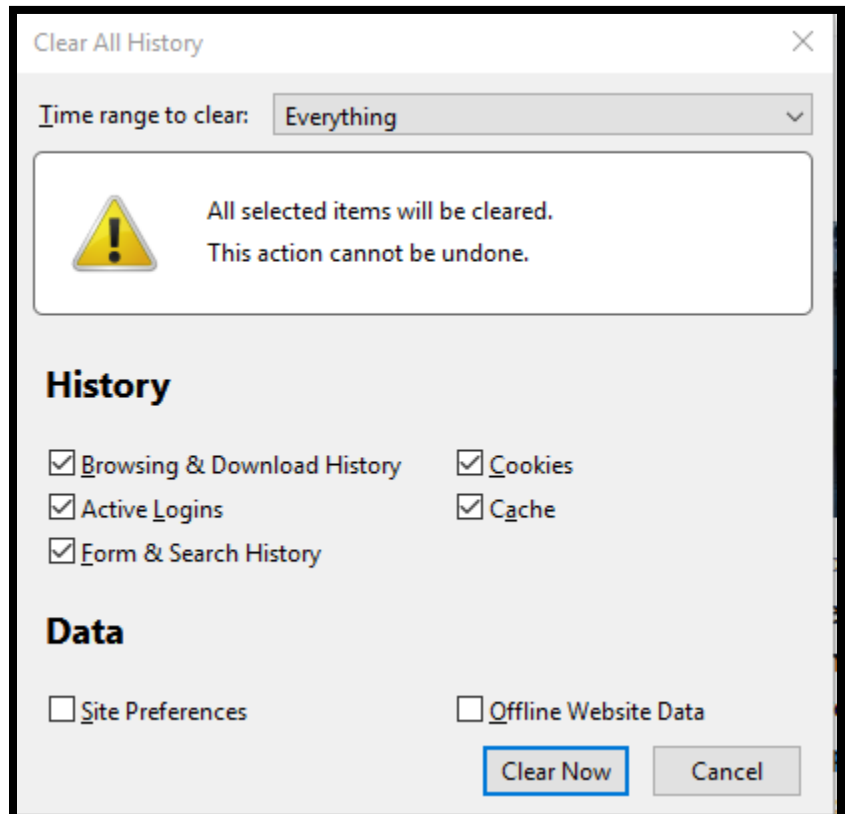 Clear All History
Time range to clear: Everything
All selected items will be cleared.
This action cannot be undone.
History
Browsing & Download History Cookies
Active Logins Cache
Form & Search History
Data
Site Preferences Offline Website Data
Clear Now Cancel